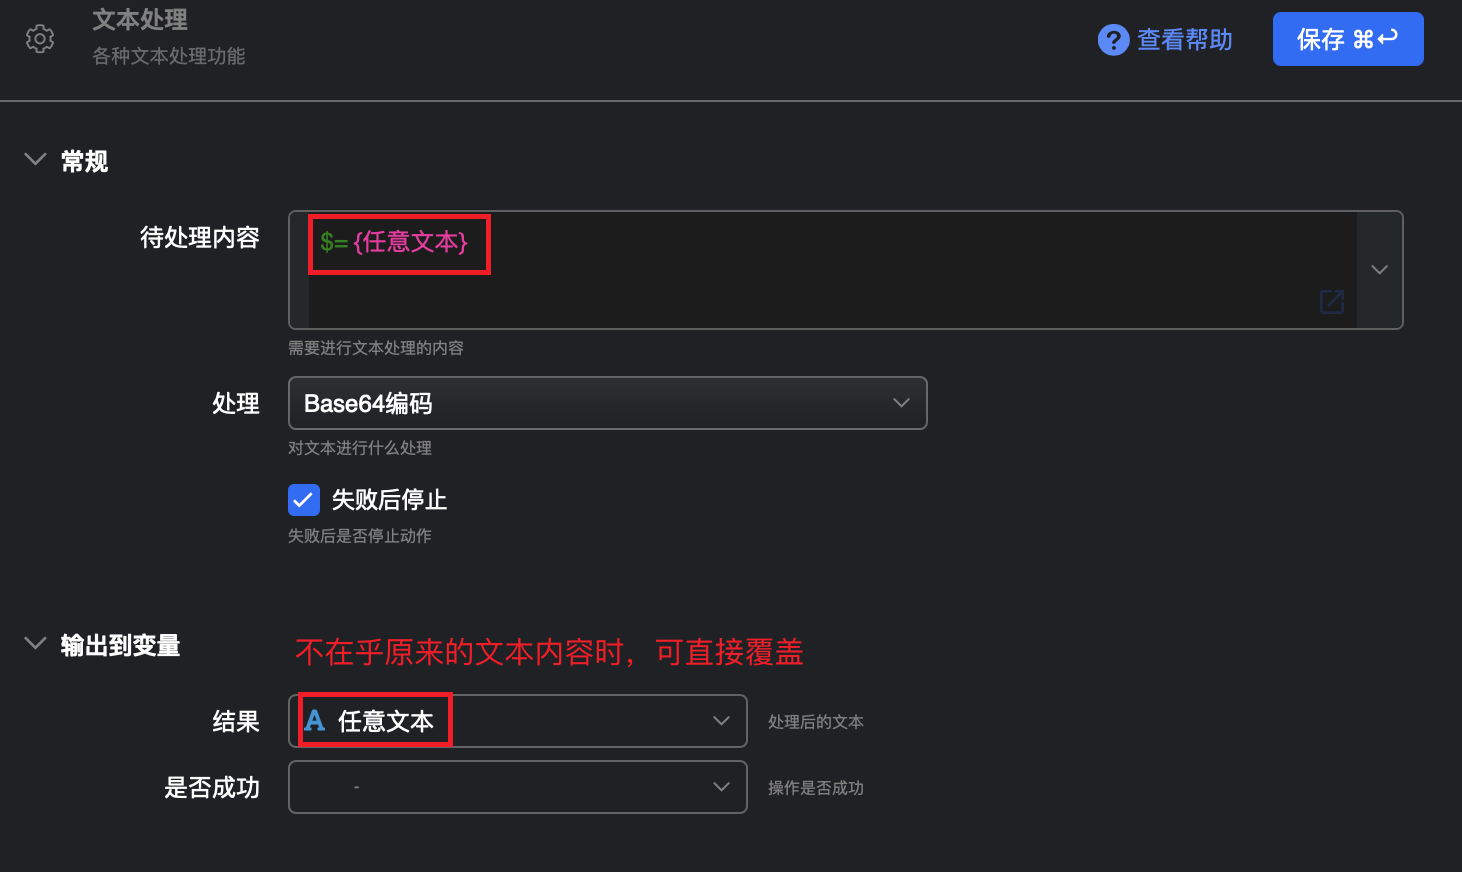 文本处理
各种文本处理功能
? 查看帮助
保存 ⌘↩
常规
待处理内容
$={任意文本}
需要进行文本处理的内容
处理
Base64编码
对文本进行什么处理
失败后停止
失败后是否停止动作
输出到变量
不在乎原来的文本内容时，可直接覆盖
结果
A 任意文本
处理后的文本
是否成功
-
操作是否成功